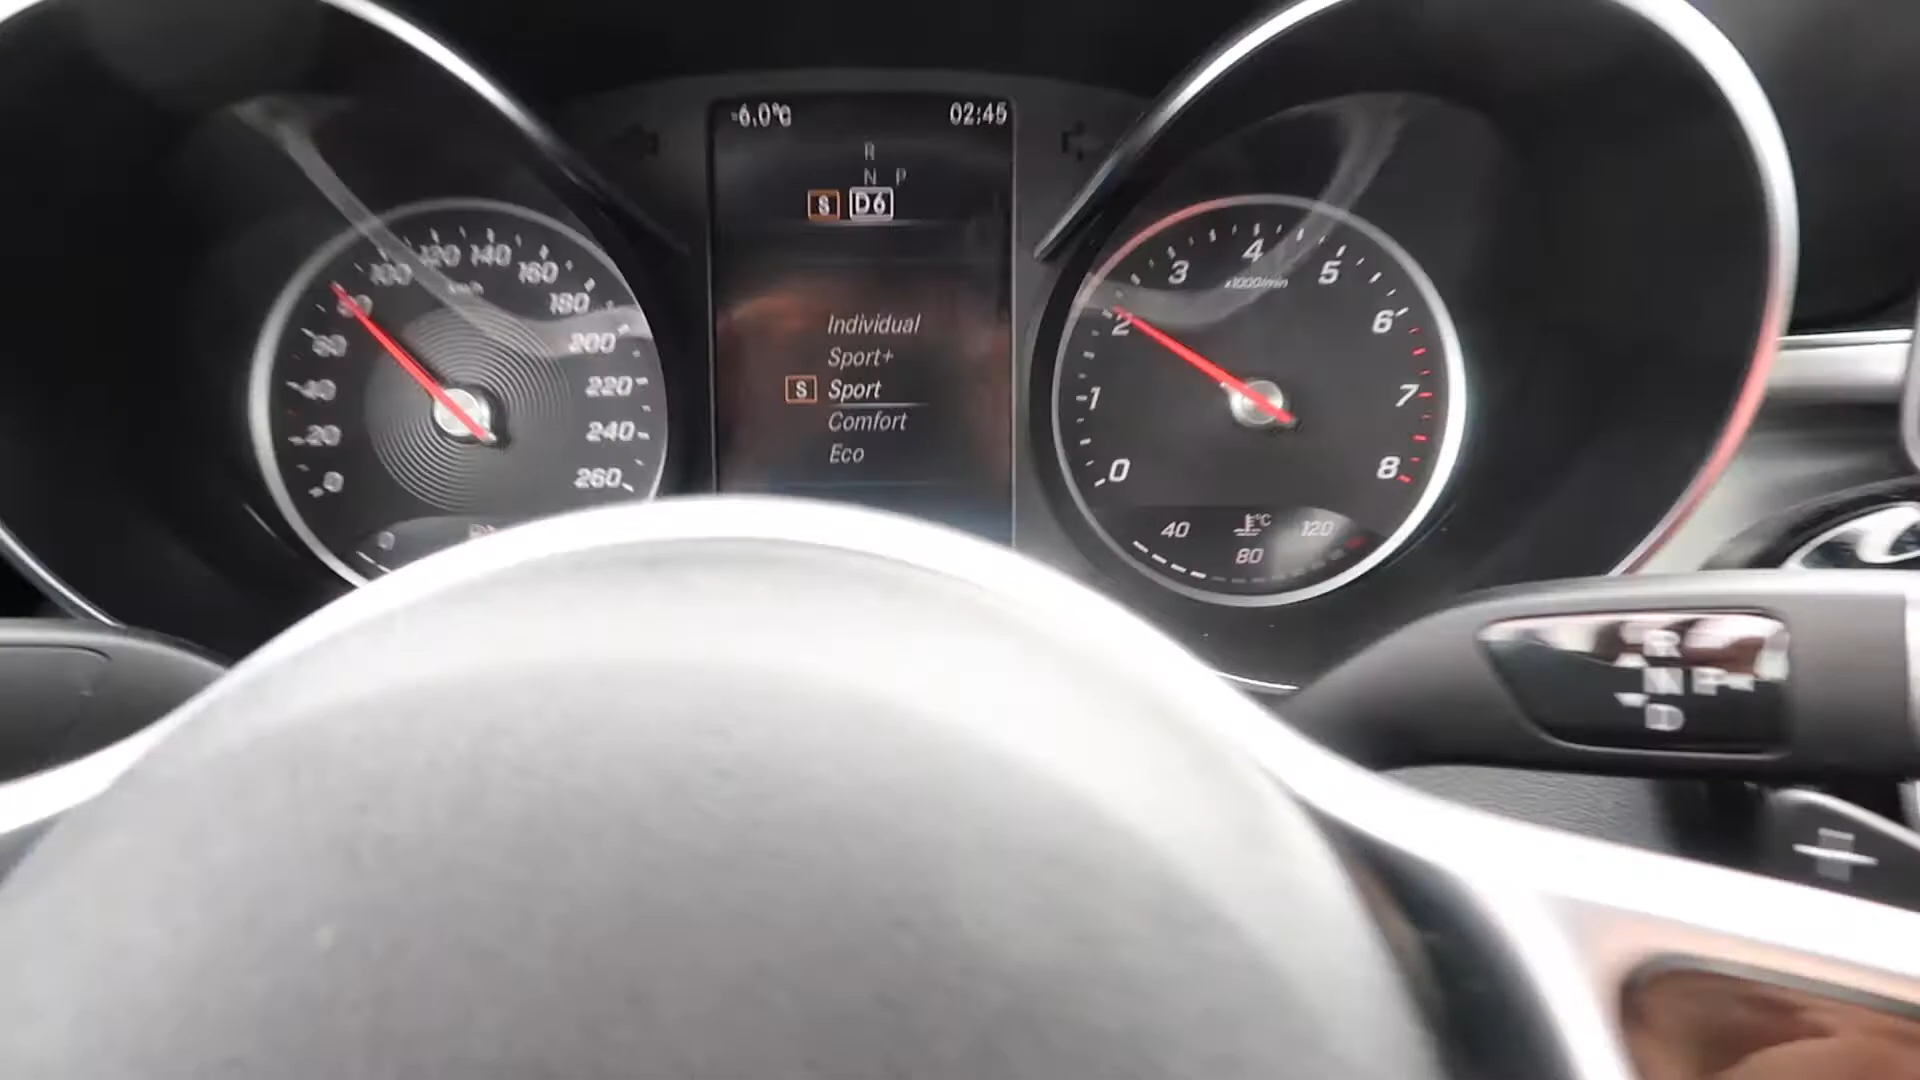 -6.0°C 02:45
R
N P
S D6
Individual
Sport+
S Sport
Comfort
Eco
0
20
40
60
80
100
120
140
160
180
200
220
240
260
km/h
0
0
1
2
3
4
5
6
7
8
x1000/min
40 °C 120
80
R
N P
D